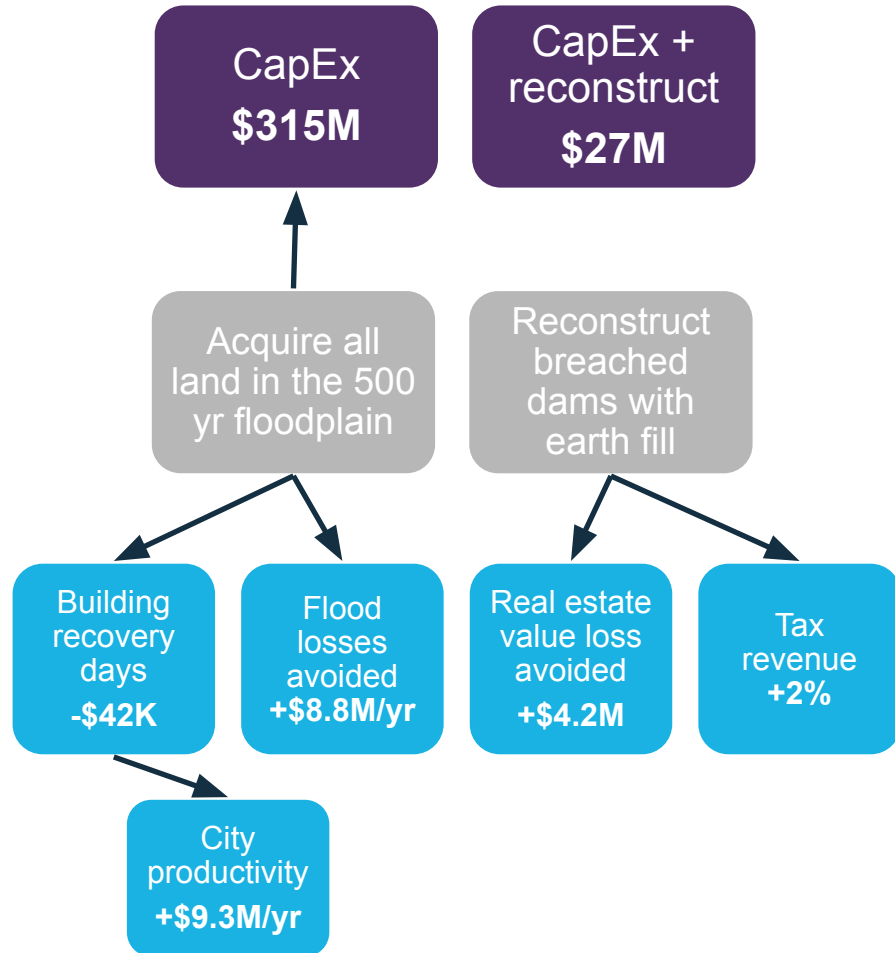 CapEx
$315M
CapEx +
reconstruct
$27M
Acquire all
land in the 500
yr floodplain
Reconstruct
breached
dams with
earth fill
Building
recovery
days
-$42K
Flood
losses
avoided
+$8.8M/yr
Real estate
value loss
avoided
+$4.2M
Tax
revenue
+2%
City
productivity
+$9.3M/yr